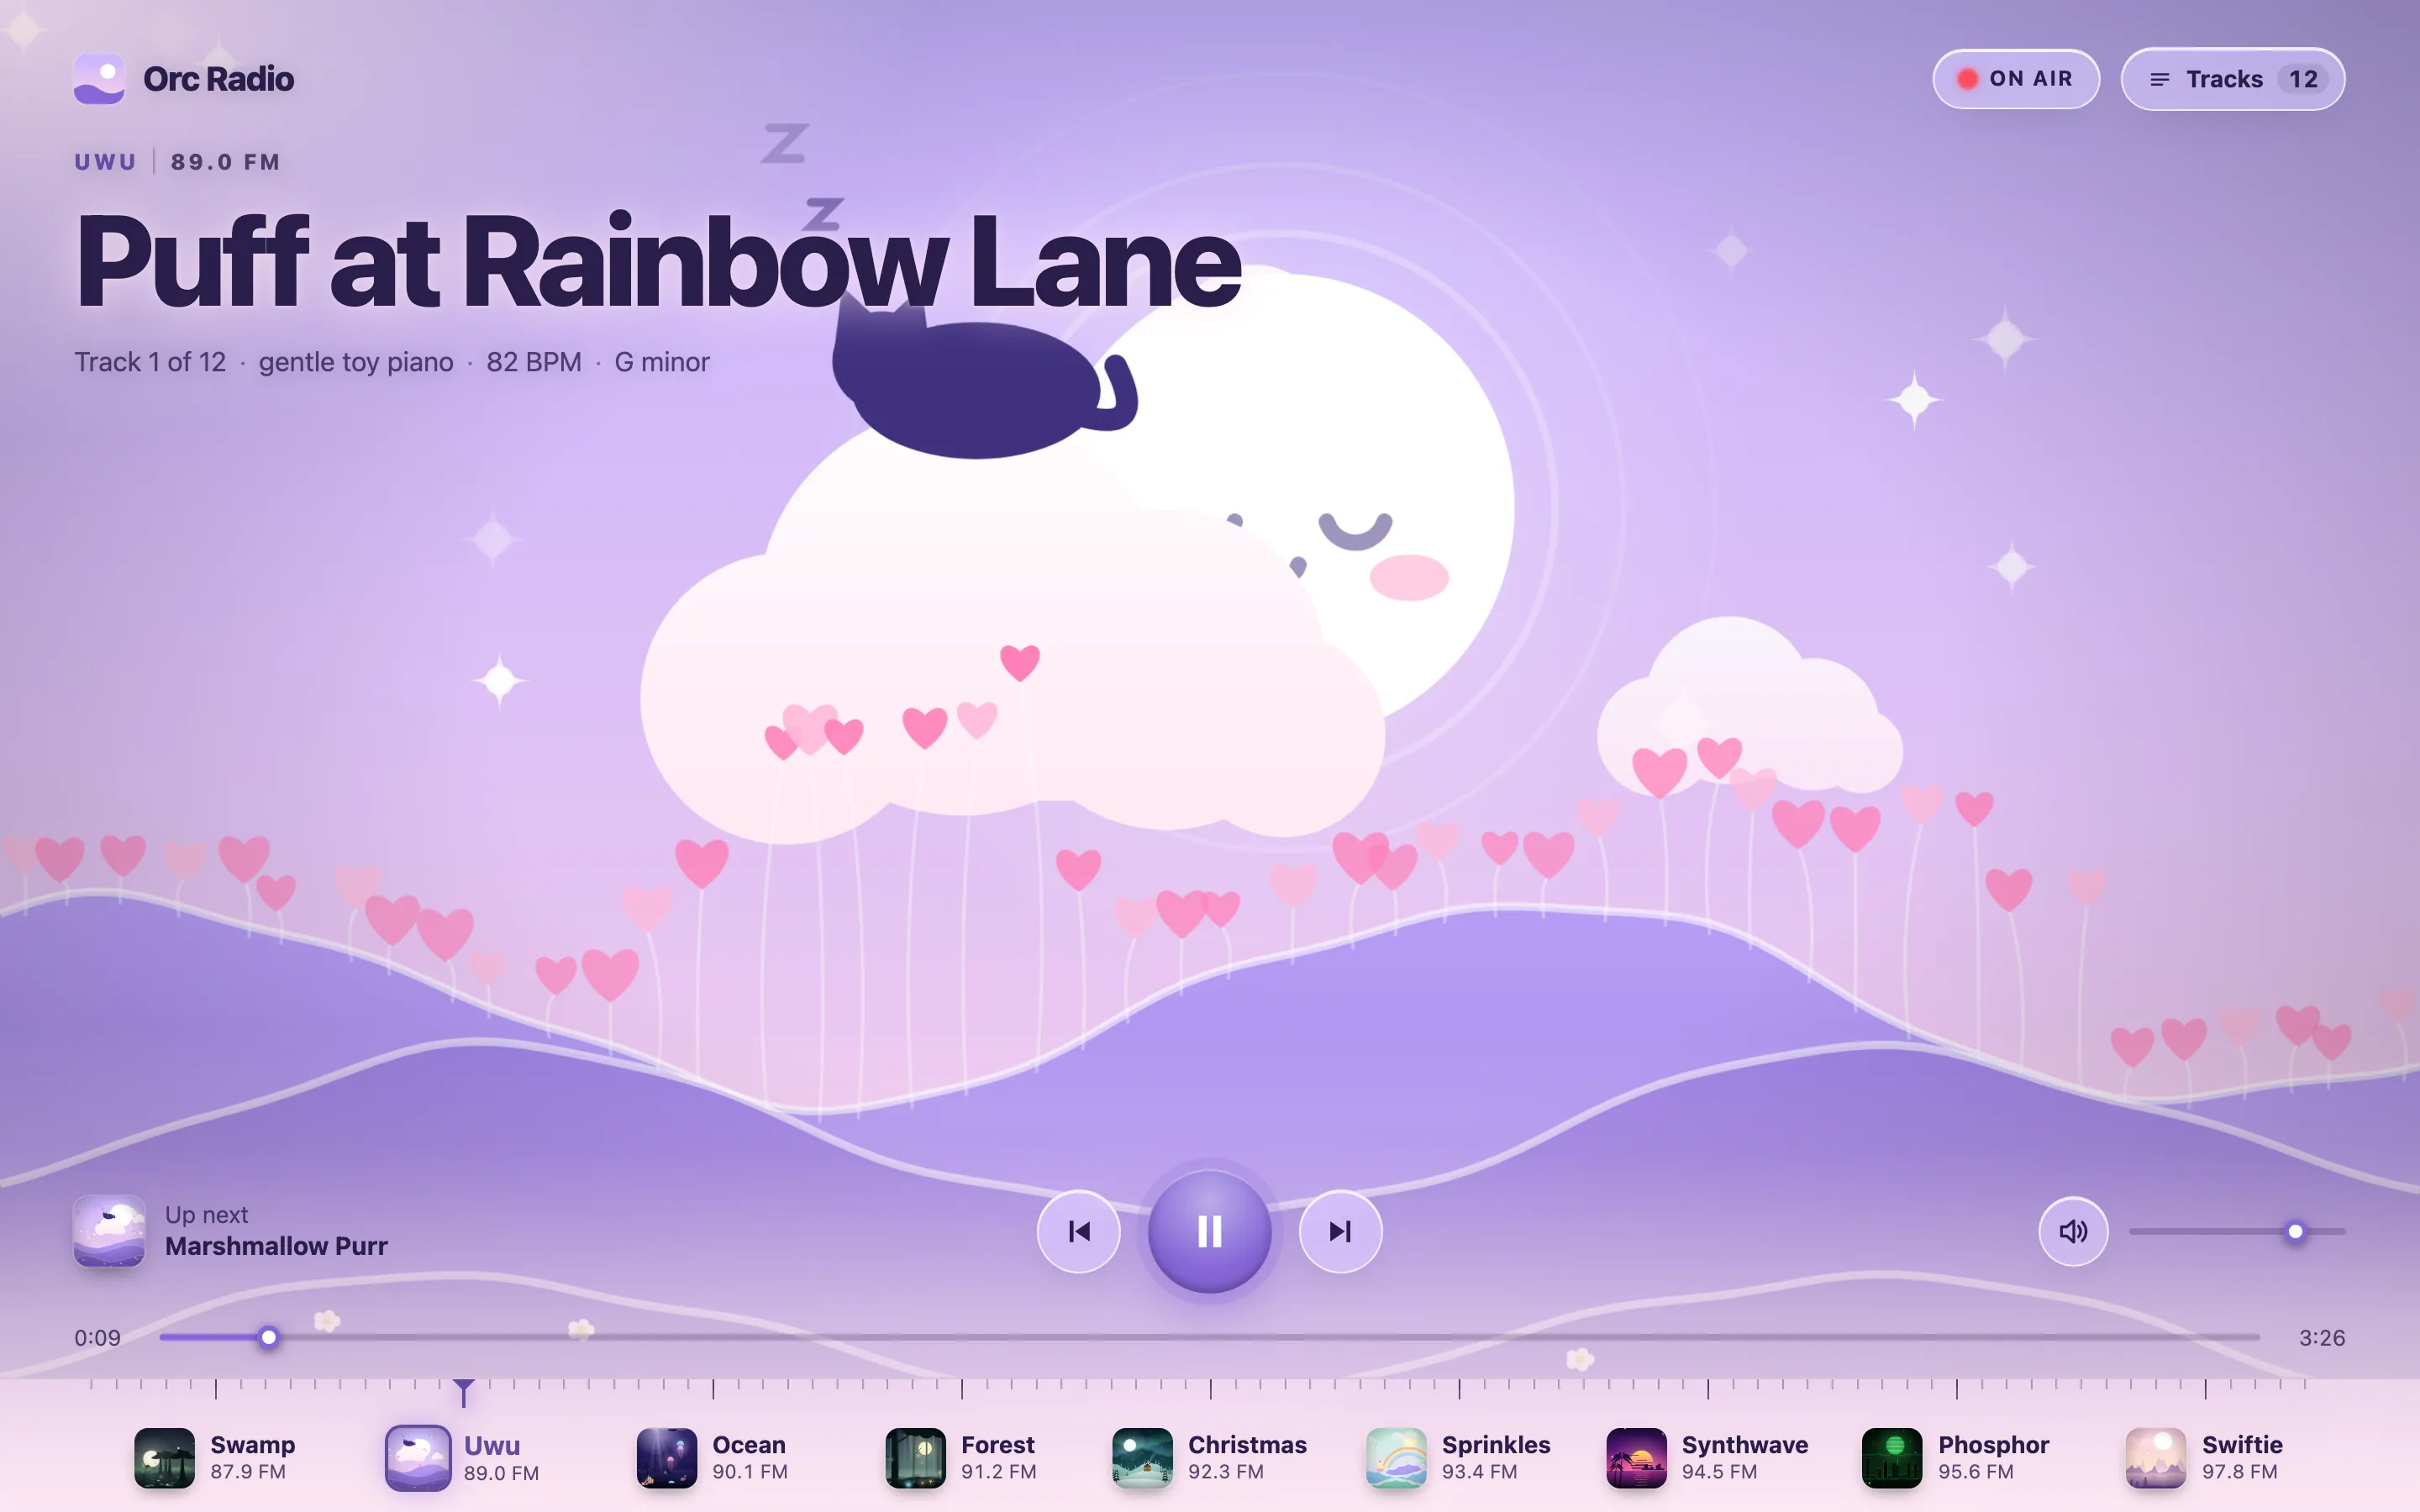 Orc Radio
ON AIR
Tracks 12
UWU | 89.0 FM
Z
Z
Puff at Rainbow Lane
Track 1 of 12 · gentle toy piano · 82 BPM · G minor
Up next
Marshmallow Purr
0:09
3:26
Swamp
87.9 FM
Uwu
89.0 FM
Ocean
90.1 FM
Forest
91.2 FM
Christmas
92.3 FM
Sprinkles
93.4 FM
Synthwave
94.5 FM
Phosphor
95.6 FM
Swiftie
97.8 FM